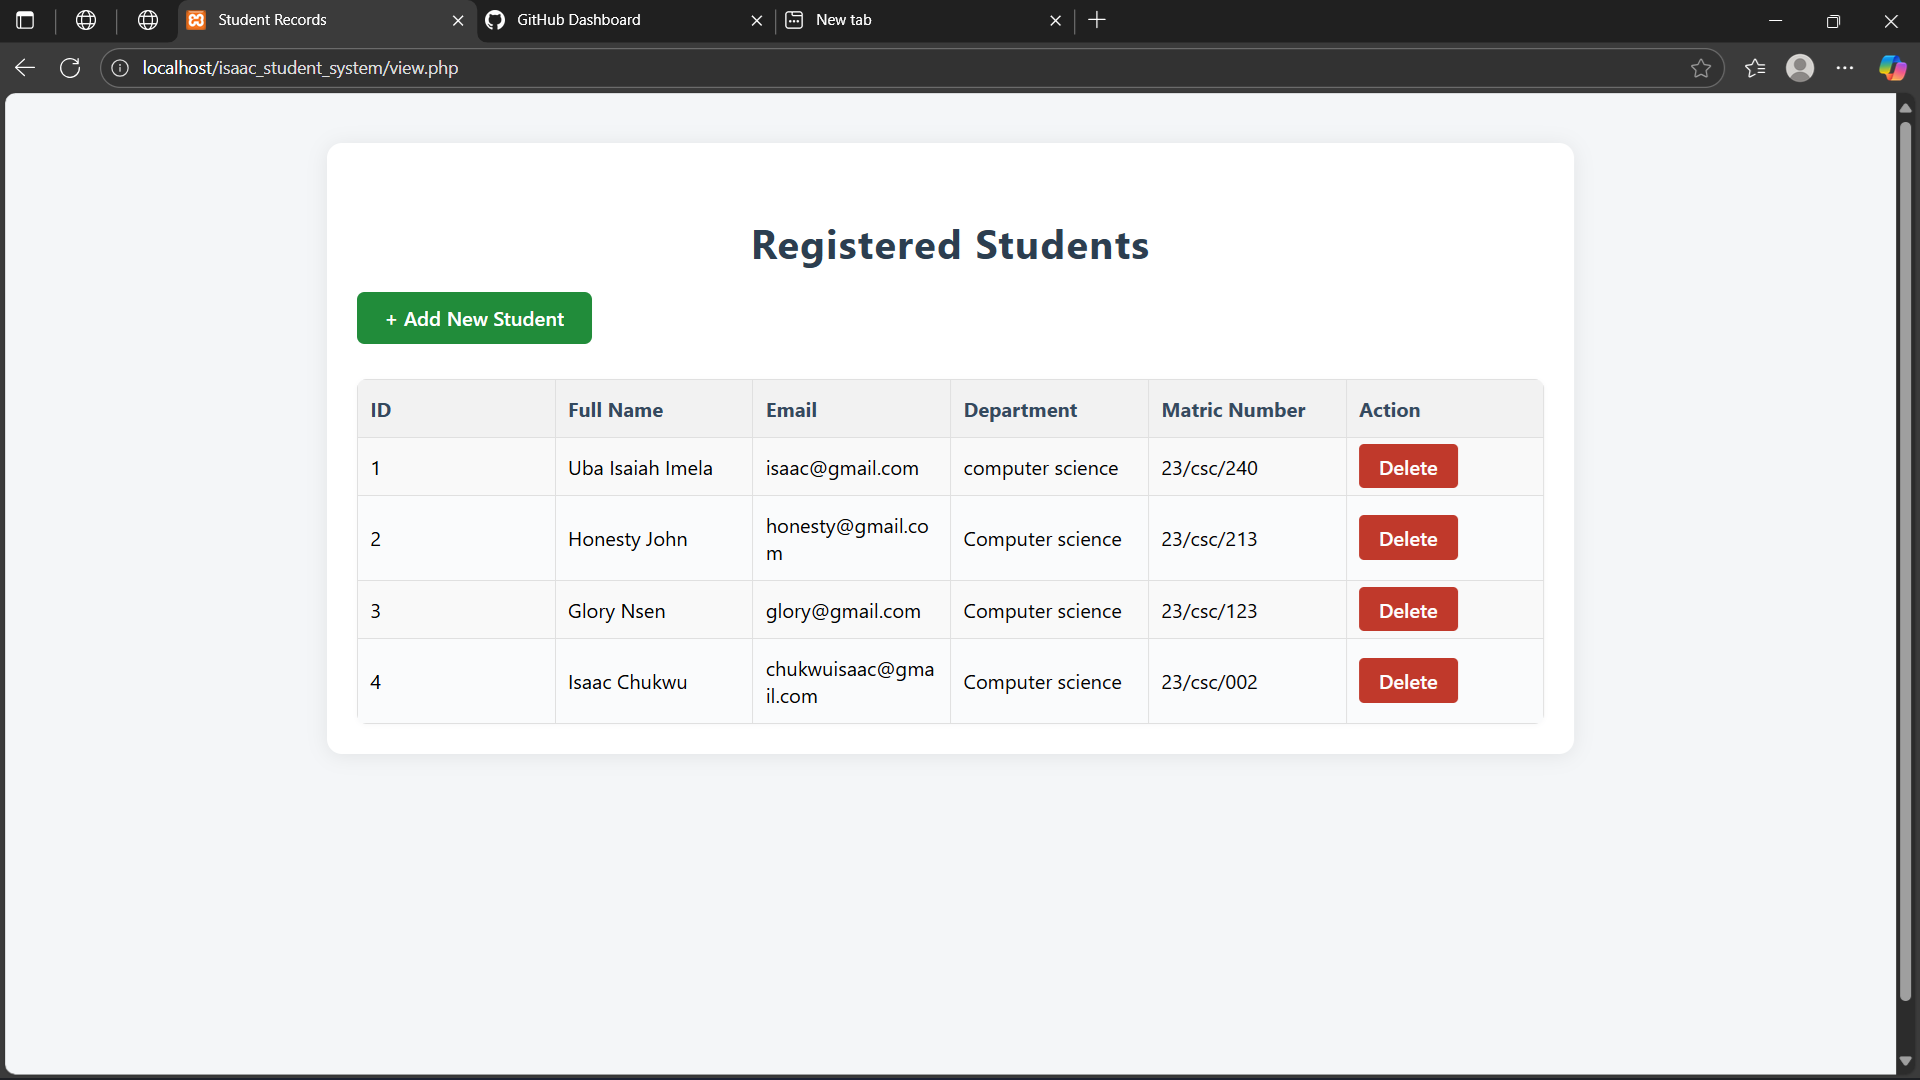 Student Records
GitHub Dashboard
New tab
localhost/isaac_student_system/view.php
Registered Students
+ Add New Student
ID Full Name Email Department Matric Number Action
1 Uba Isaiah Imela isaac@gmail.com computer science 23/csc/240 Delete
2 Honesty John honesty@gmail.co
m Computer science 23/csc/213 Delete
3 Glory Nsen glory@gmail.com Computer science 23/csc/123 Delete
4 Isaac Chukwu chukwuisaac@gma
il.com Computer science 23/csc/002 Delete